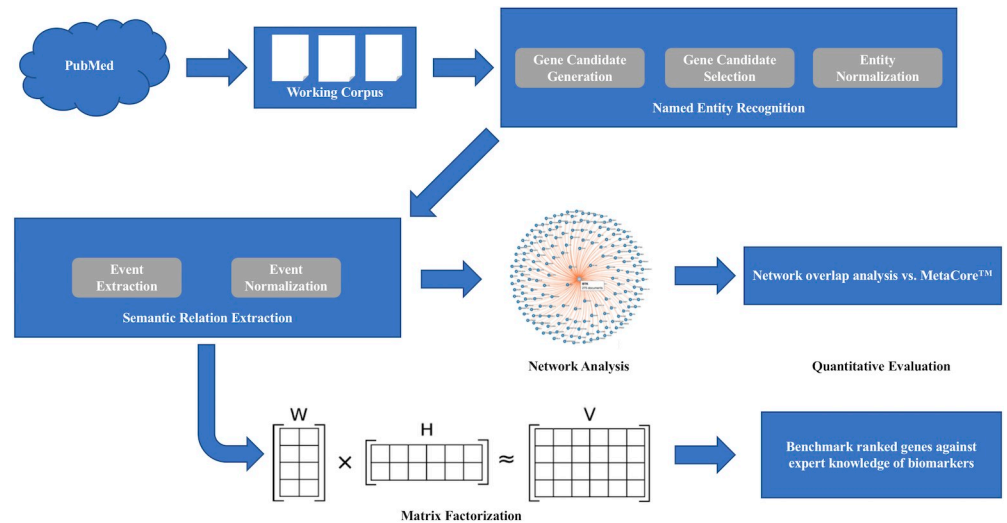 PubMed
Working Corpus
Gene Candidate
Generation
Gene Candidate
Selection
Entity
Normalization
Named Entity Recognition
Event
Extraction
Event
Normalization
Semantic Relation Extraction
Network Analysis
Network overlap analysis vs. MetaCore™
Quantitative Evaluation
W
×
H
≈
V
Matrix Factorization
Benchmark ranked genes against
expert knowledge of biomarkers